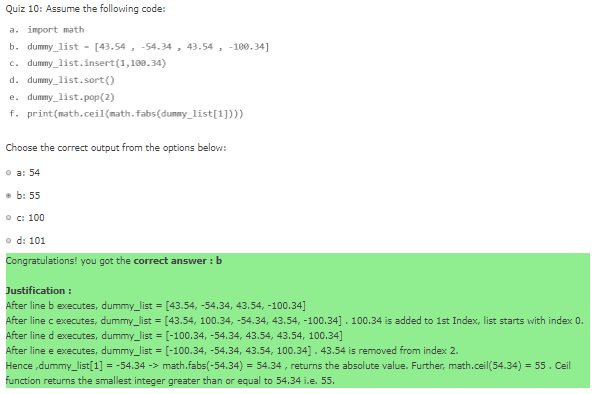 Quiz 10: Assume the following code:
a. import math
b. dummy_list = [43.54 , -54.34 , 43.54 , -100.34]
c. dummy_list.insert(1,100.34)
d. dummy_list.sort()
e. dummy_list.pop(2)
f. print(math.ceil(math.fabs(dummy_list[1])))
Choose the correct output from the options below:
a: 54
b: 55
c: 100
d: 101
Congratulations! you got the correct answer : b
Justification :
After line b executes, dummy_list = [43.54, -54.34, 43.54, -100.34]
After line c executes, dummy_list = [43.54, 100.34, -54.34, 43.54, -100.34] . 100.34 is added to 1st Index, list starts with index 0.
After line d executes, dummy_list = [-100.34, -54.34, 43.54, 43.54, 100.34]
After line e executes, dummy_list = [-100.34, -54.34, 43.54, 100.34] . 43.54 is removed from index 2.
Hence ,dummy_list[1] = -54.34 -> math.fabs(-54.34) = 54.34 , returns the absolute value. Further, math.ceil(54.34) = 55 . Ceil
function returns the smallest integer greater than or equal to 54.34 i.e. 55.